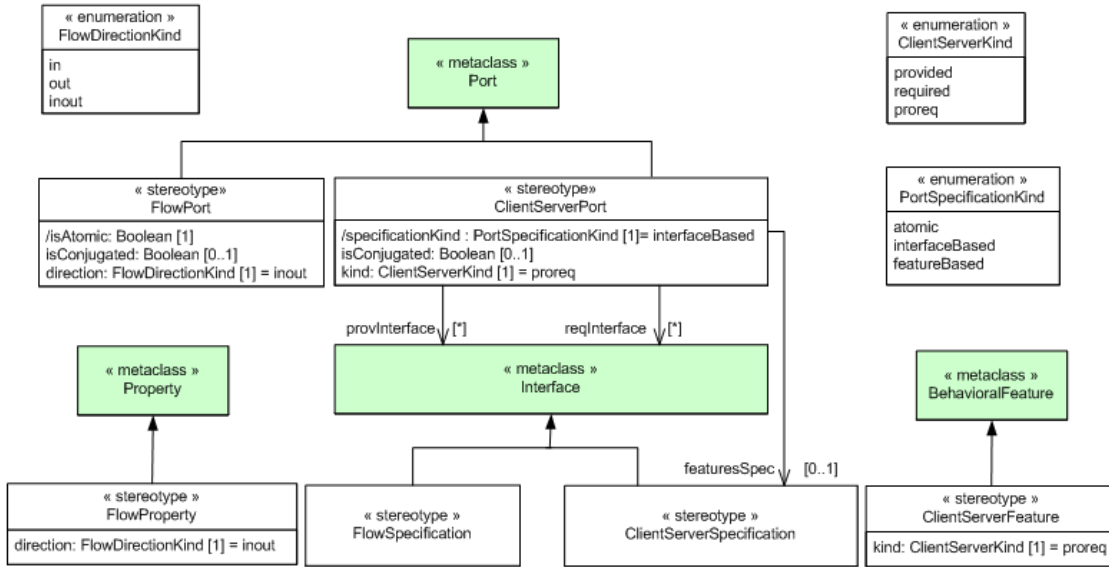 « enumeration »
FlowDirectionKind
in
out
inout
« metaclass »
Port
« enumeration »
ClientServerKind
provided
required
proreq
« stereotype»
FlowPort
/isAtomic: Boolean [1]
isConjugated: Boolean [0..1]
direction: FlowDirectionKind [1] = inout
« stereotype»
ClientServerPort
/specificationKind : PortSpecificationKind [1]= interfaceBased
isConjugated: Boolean [0..1]
kind: ClientServerKind [1] = proreq
« enumeration »
PortSpecificationKind
atomic
interfaceBased
featureBased
provInterface [*]
reqInterface [*]
« metaclass »
Property
« metaclass »
Interface
« metaclass »
BehavioralFeature
featuresSpec [0..1]
« stereotype »
FlowProperty
direction: FlowDirectionKind [1] = inout
« stereotype »
FlowSpecification
« stereotype »
ClientServerSpecification
« stereotype »
ClientServerFeature
kind: ClientServerKind [1] = proreq